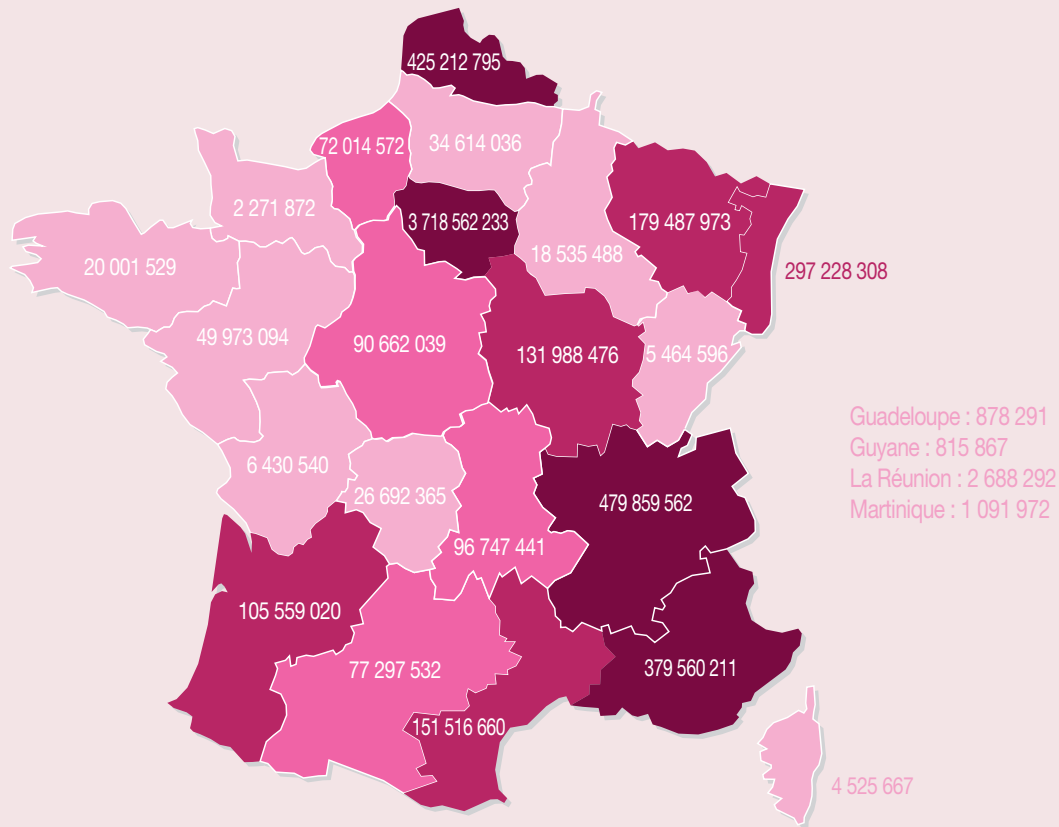 425 212 795
72 014 572
34 614 036
2 271 872
3 718 562 233
179 487 973
18 535 488
20 001 529
297 228 308
49 973 094
90 662 039
131 988 476
5 464 596
Guadeloupe : 878 291
Guyane : 815 867
La Réunion : 2 688 292
Martinique : 1 091 972
6 430 540
26 692 365
479 859 562
96 747 441
105 559 020
77 297 532
379 560 211
151 516 660
4 525 667